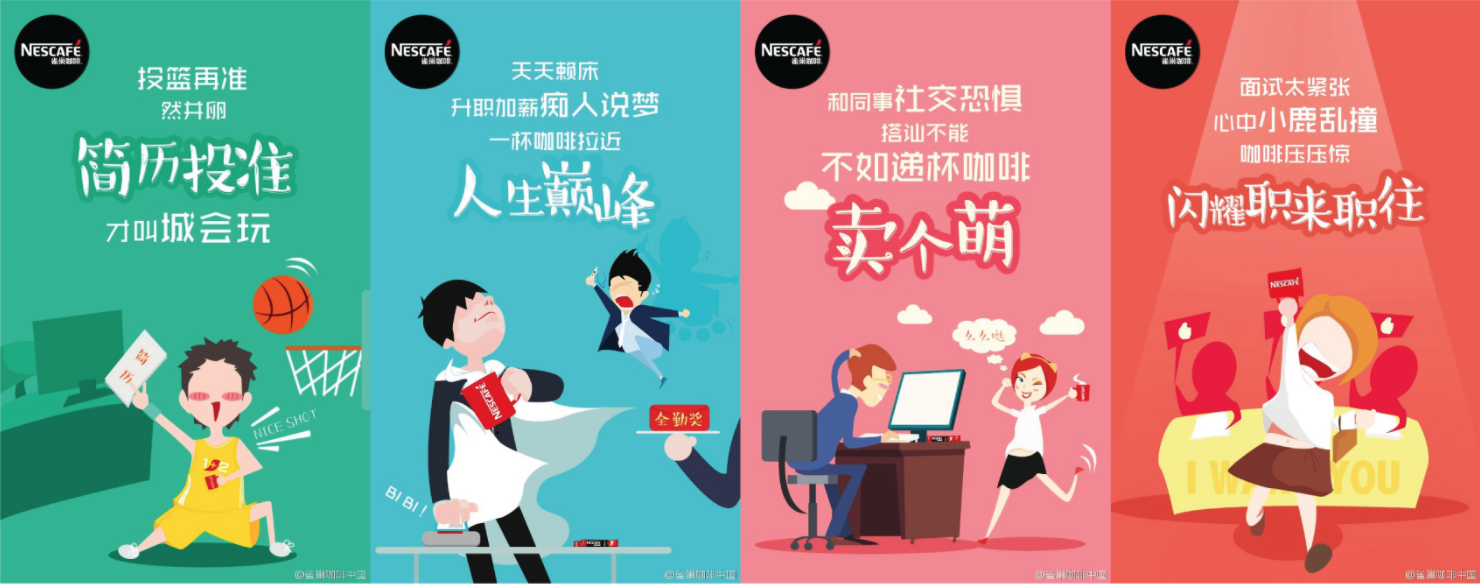 NESCAFÉ
雀巢咖啡
投篮再准
然并卵
简历投准
才叫城会玩
简历
NICE SHOT
1+2
@雀巢咖啡中国
NESCAFÉ
雀巢咖啡
天天赖床
升职加薪痴人说梦
一杯咖啡拉近
人生巅峰
NESCAFÉ
全勤奖
BIBI!
@雀巢咖啡中国
NESCAFÉ
雀巢咖啡
和同事社交恐惧
搭讪不能
不如递杯咖啡
卖个萌
么么哒
@雀巢咖啡中国
NESCAFÉ
雀巢咖啡
面试太紧张
心中小鹿乱撞
咖啡压压惊
闪耀职来职往
NESCAFÉ
I WA YOU
@雀巢咖啡中国